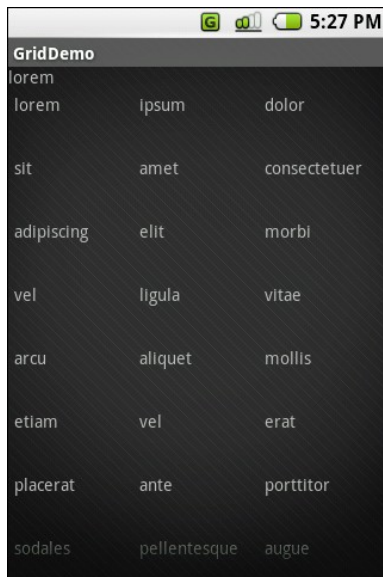 G 5:27 PM
GridDemo
lorem
lorem ipsum dolor
sit amet consectetuer
adipiscing elit morbi
vel ligula vitae
arcu aliquet mollis
etiam vel erat
placerat ante porttitor
sodales pellentesque augue